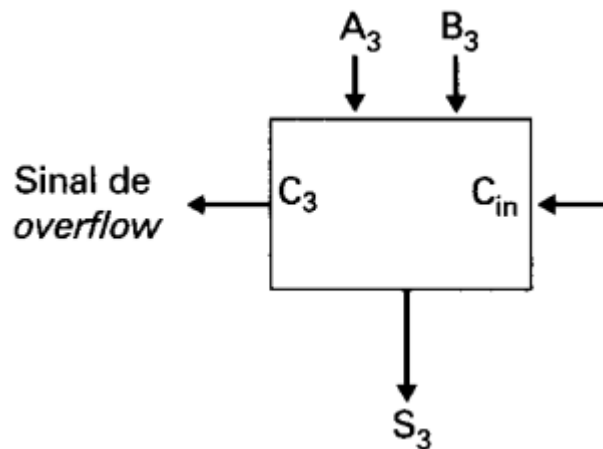 A₃ B₃
Sinal de
overflow
C₃ Cᵢₙ
S₃